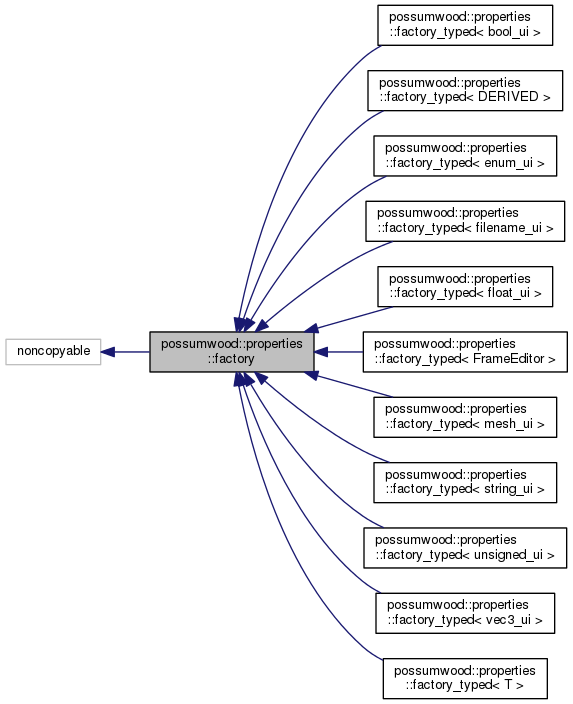 possumwood::properties
::factory_typed< bool_ui >
possumwood::properties
::factory_typed< DERIVED >
possumwood::properties
::factory_typed< enum_ui >
possumwood::properties
::factory_typed< filename_ui >
possumwood::properties
::factory_typed< float_ui >
noncopyable
possumwood::properties
::factory
possumwood::properties
::factory_typed< FrameEditor >
possumwood::properties
::factory_typed< mesh_ui >
possumwood::properties
::factory_typed< string_ui >
possumwood::properties
::factory_typed< unsigned_ui >
possumwood::properties
::factory_typed< vec3_ui >
possumwood::properties
::factory_typed< T >